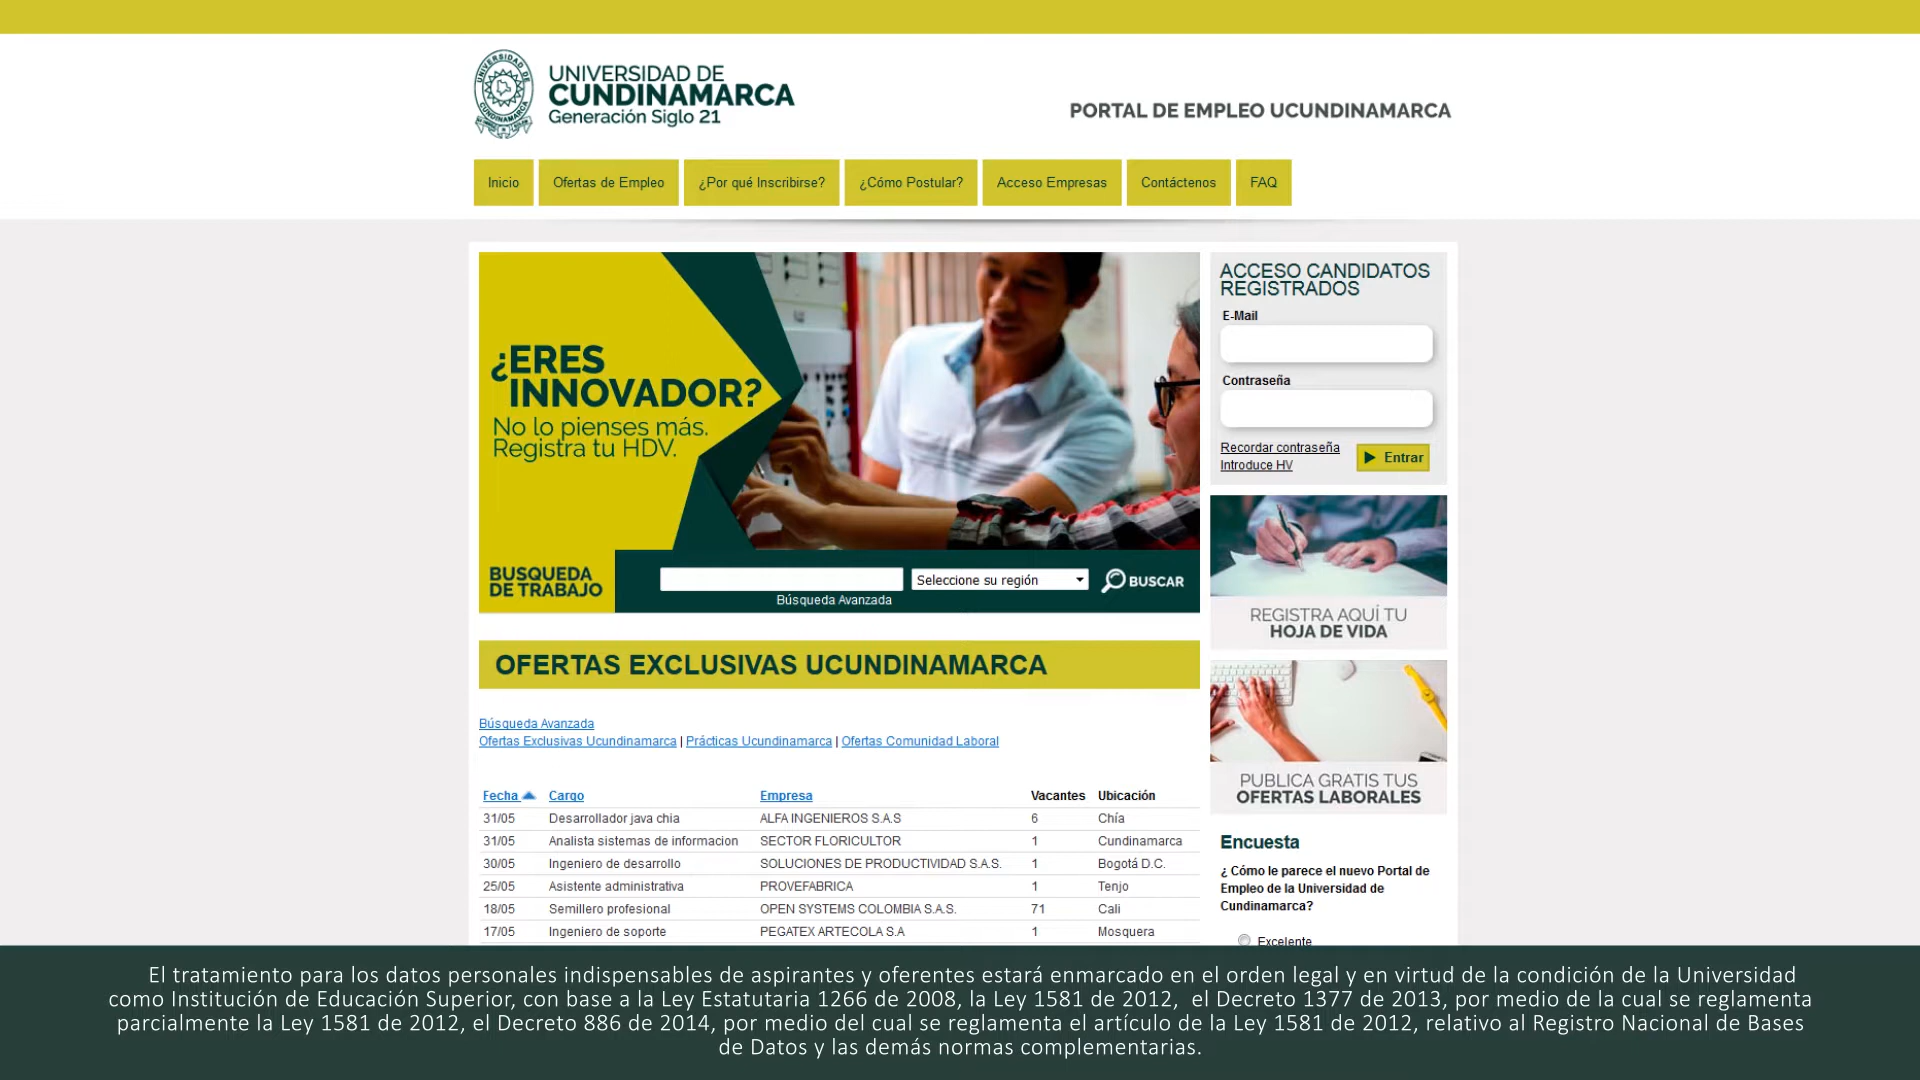 UNIVERSIDAD DE CUNDINAMARCA
UNIVERSIDAD DE
CUNDINAMARCA
Generación Siglo 21
PORTAL DE EMPLEO UCUNDINAMARCA
Inicio
Ofertas de Empleo
¿Por qué Inscribirse?
¿Cómo Postular?
Acceso Empresas
Contáctenos
FAQ
¿ERES
INNOVADOR?
No lo pienses más.
Registra tu HDV.
BUSQUEDA
DE TRABAJO
Seleccione su región
BUSCAR
Búsqueda Avanzada
ACCESO CANDIDATOS
REGISTRADOS
E-Mail
Contraseña
Recordar contraseña
Introduce HV
Entrar
REGISTRA AQUÍ TU
HOJA DE VIDA
PUBLICA GRATIS TUS
OFERTAS LABORALES
Encuesta
¿ Cómo le parece el nuevo Portal de
Empleo de la Universidad de
Cundinamarca?
Excelente
OFERTAS EXCLUSIVAS UCUNDINAMARCA
Búsqueda Avanzada
Ofertas Exclusivas Ucundinamarca | Prácticas Ucundinamarca | Ofertas Comunidad Laboral
Fecha Cargo Empresa Vacantes Ubicación
31/05 Desarrollador java chia ALFA INGENIEROS S.A.S 6 Chía
31/05 Analista sistemas de informacion SECTOR FLORICULTOR 1 Cundinamarca
30/05 Ingeniero de desarrollo SOLUCIONES DE PRODUCTIVIDAD S.A.S. 1 Bogotá D.C.
25/05 Asistente administrativa PROVEFABRICA 1 Tenjo
18/05 Semillero profesional OPEN SYSTEMS COLOMBIA S.A.S. 71 Cali
17/05 Ingeniero de soporte PEGATEX ARTECOLA S.A 1 Mosquera
El tratamiento para los datos personales indispensables de aspirantes y oferentes estará enmarcado en el orden legal y en virtud de la condición de la Universidad
como Institución de Educación Superior, con base a la Ley Estatutaria 1266 de 2008, la Ley 1581 de 2012, el Decreto 1377 de 2013, por medio de la cual se reglamenta
parcialmente la Ley 1581 de 2012, el Decreto 886 de 2014, por medio del cual se reglamenta el artículo de la Ley 1581 de 2012, relativo al Registro Nacional de Bases
de Datos y las demás normas complementarias.